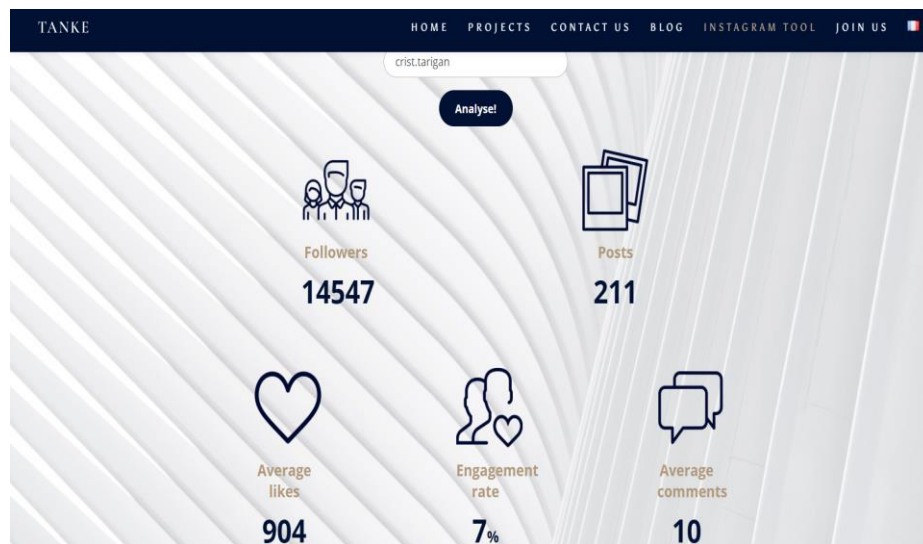 TANKE HOME PROJECTS CONTACT US BLOG INSTAGRAM TOOL JOIN US
crist.tarigan
Analyse!
Followers Posts
14547 211
Average Engagement Average
likes rate comments
904 7% 10